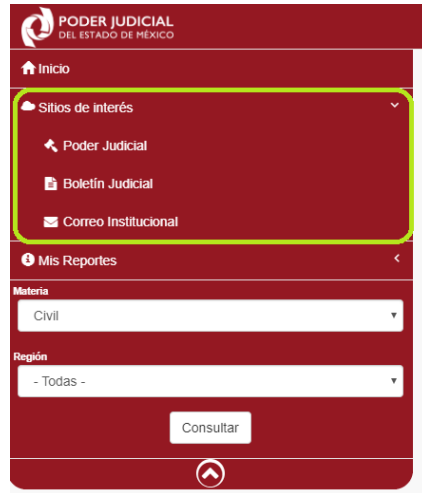 PODER JUDICIAL
DEL ESTADO DE MÉXICO
Inicio
Sitios de interés
Poder Judicial
Boletín Judicial
Correo Institucional
Mis Reportes
Materia
Civil
Región
- Todas -
Consultar